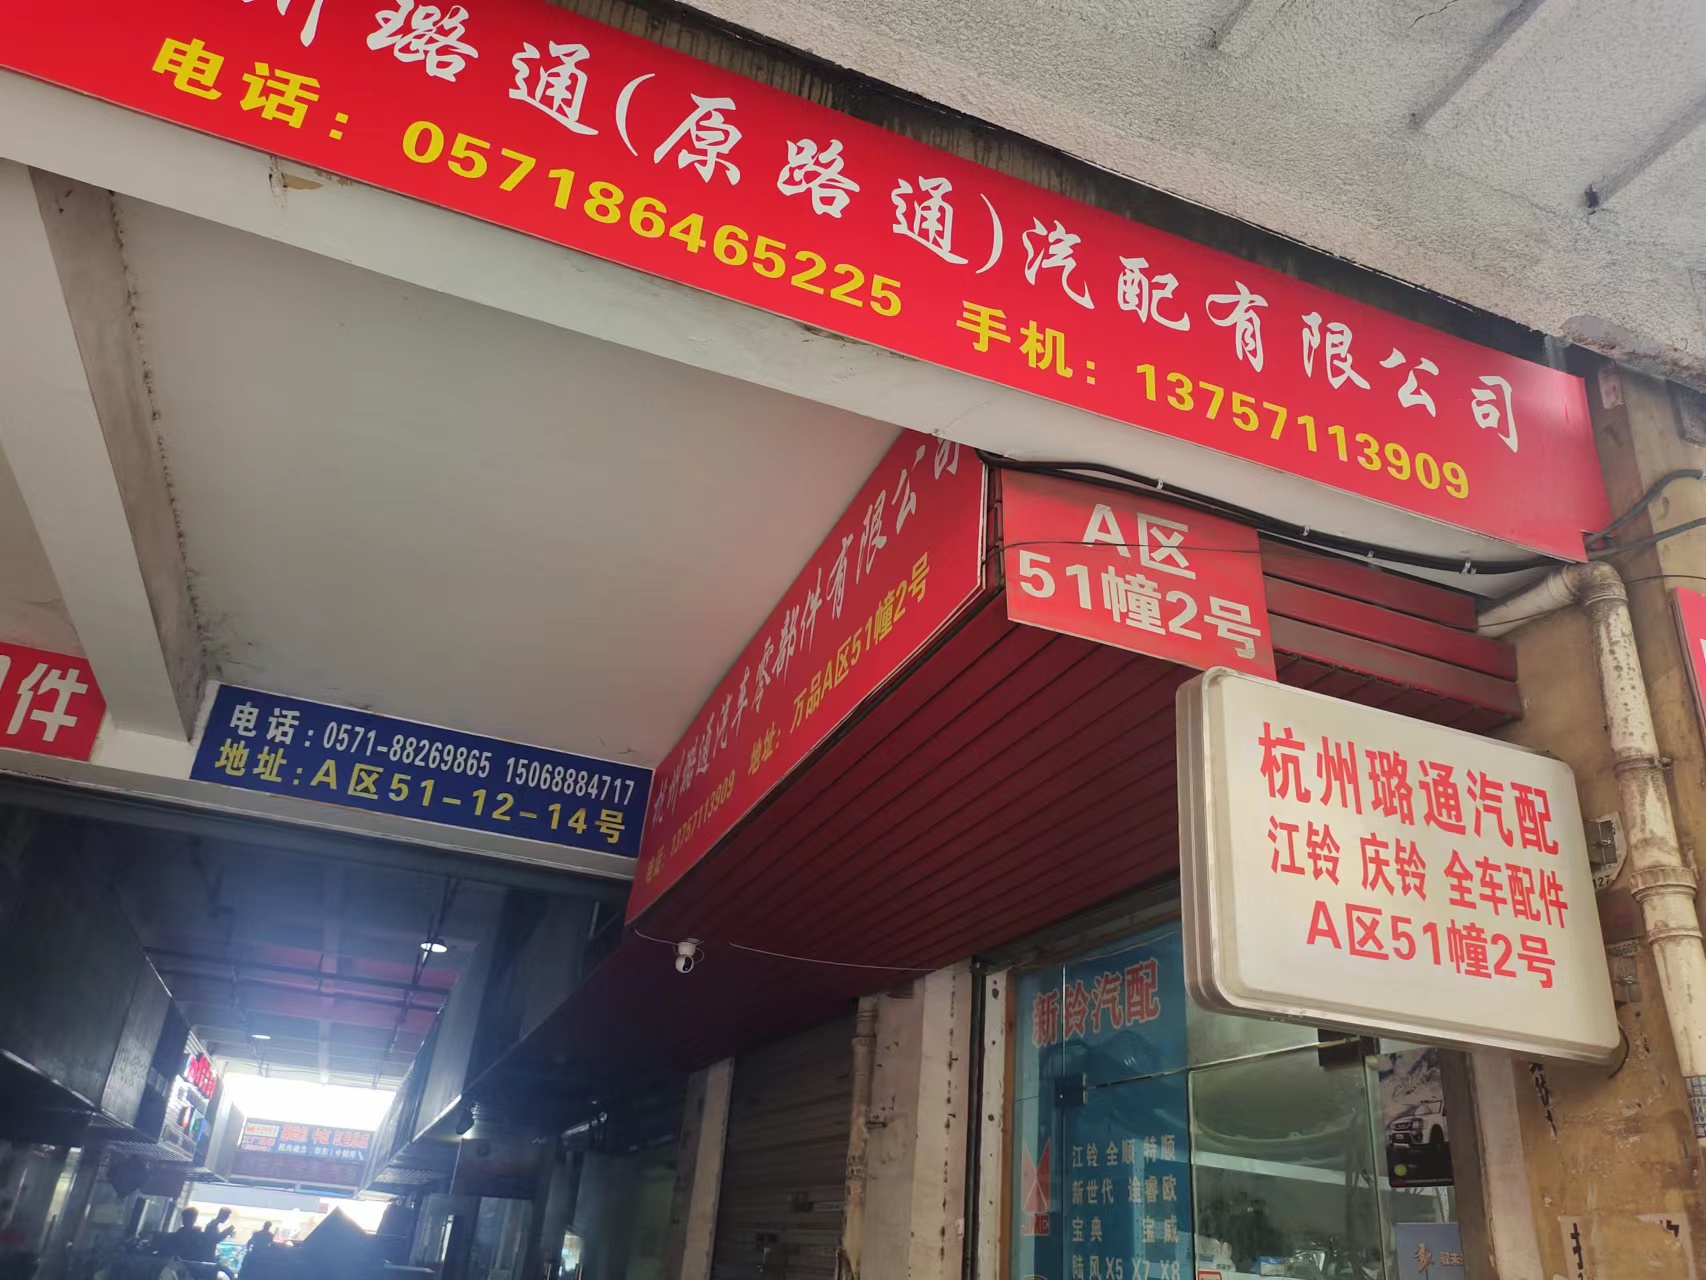 州璐通(原路通)汽配有限公司
电话：057186465225 手机：13757113909
A区
51幢2号
杭州璐通汽车零部件有限公司
电话：13757113909 地址：万品A区51幢2号
件
电话：0571-88269865 15068884717
地址：A区51-12-14号
杭州璐通汽配
江铃 庆铃 全车配件
A区51幢2号
新铃汽配
JMC
江铃 全顺 特顺
新世代 途睿欧
宝典 宝威
陆风X5 X7 X8